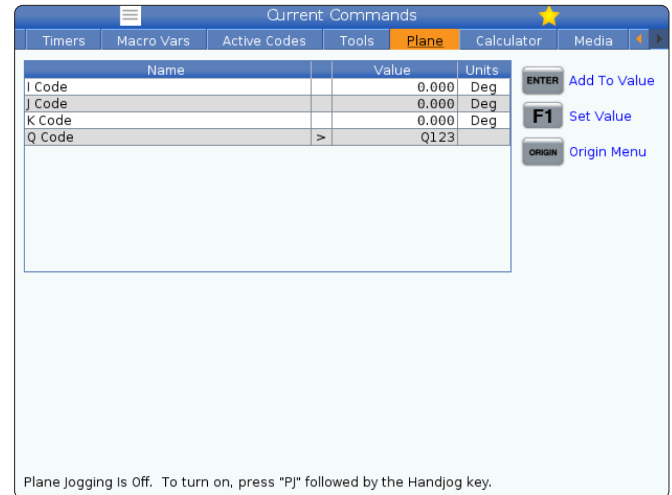 Current Commands
Timers Macro Vars Active Codes Tools Plane Calculator Media
Name Value Units
I Code 0.000 Deg
J Code 0.000 Deg
K Code 0.000 Deg
Q Code > Q123
ENTER Add To Value
F1 Set Value
ORIGIN Origin Menu
Plane Jogging Is Off. To turn on, press "PJ" followed by the Handjog key.